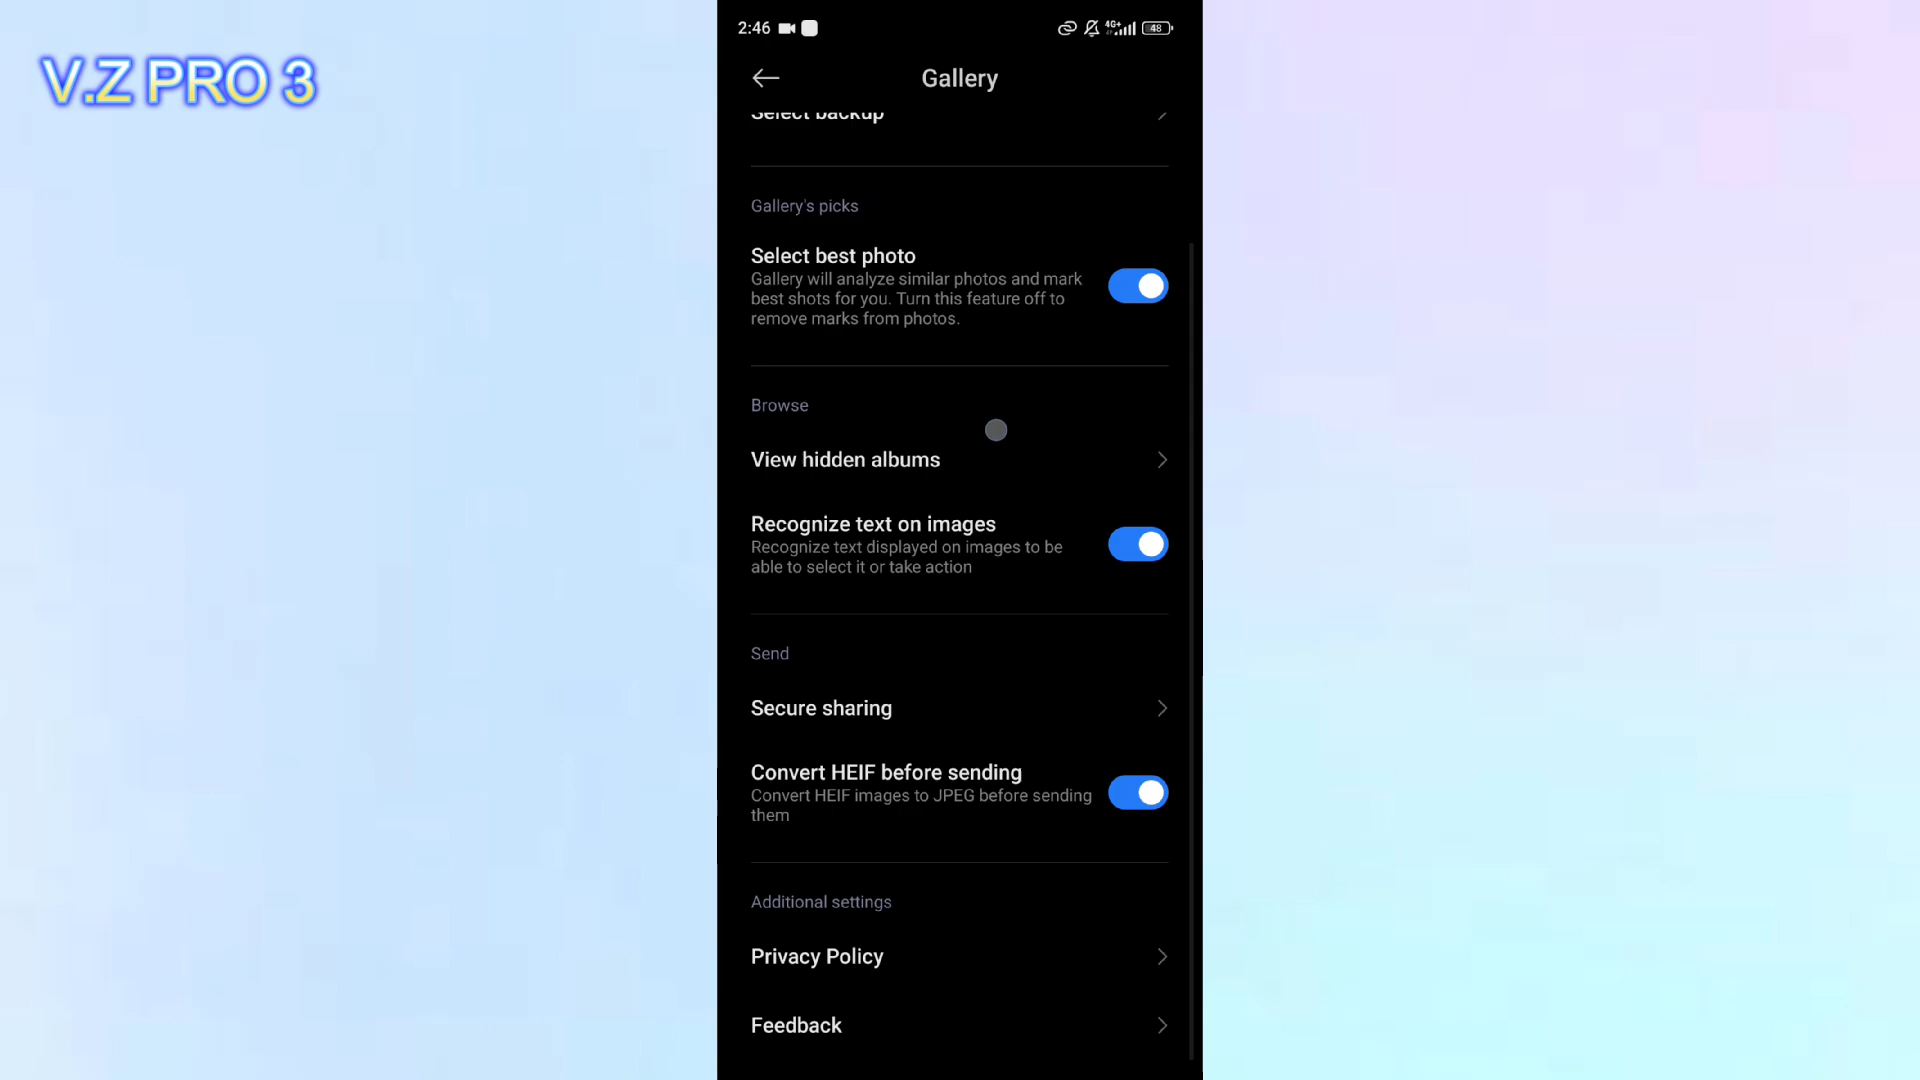 V.Z PRO 3
2:46
4G+
48
Gallery
Select backup
Gallery's picks
Select best photo
Gallery will analyze similar photos and mark
best shots for you. Turn this feature off to
remove marks from photos.
Browse
View hidden albums
Recognize text on images
Recognize text displayed on images to be
able to select it or take action
Send
Secure sharing
Convert HEIF before sending
Convert HEIF images to JPEG before sending
them
Additional settings
Privacy Policy
Feedback